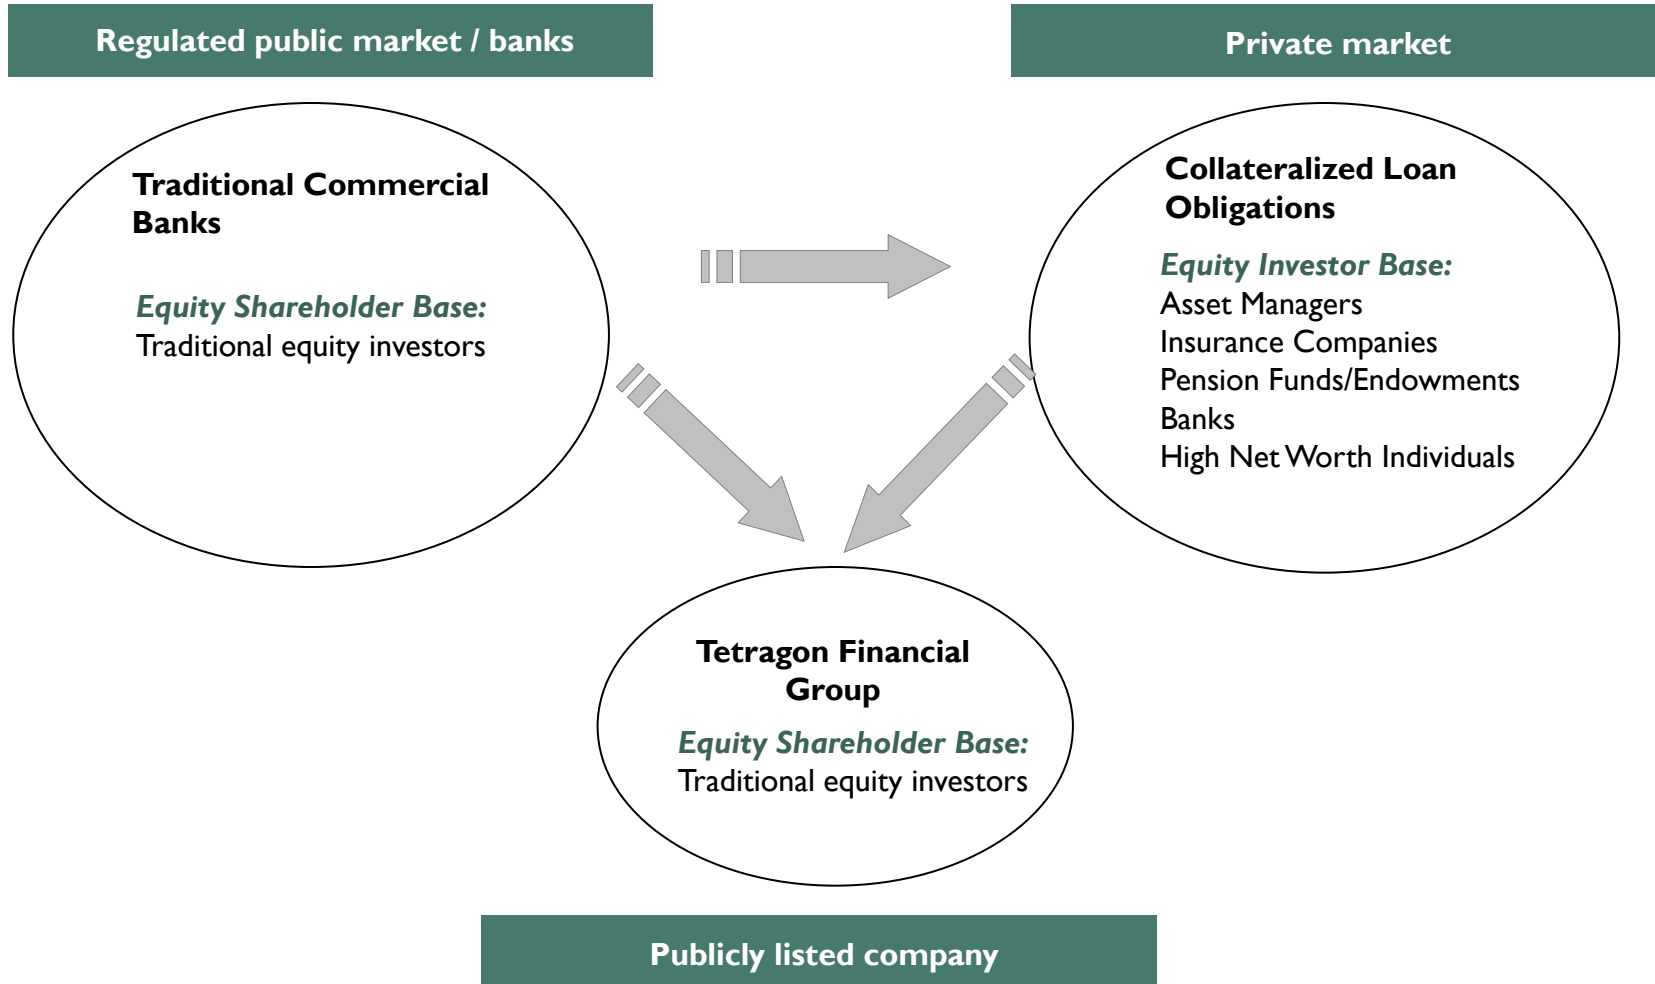 Regulated public market / banks
Private market
Traditional Commercial
Banks
Equity Shareholder Base:
Traditional equity investors
Collateralized Loan
Obligations
Equity Investor Base:
Asset Managers
Insurance Companies
Pension Funds/Endowments
Banks
High Net Worth Individuals
Tetragon Financial
Group
Equity Shareholder Base:
Traditional equity investors
Publicly listed company